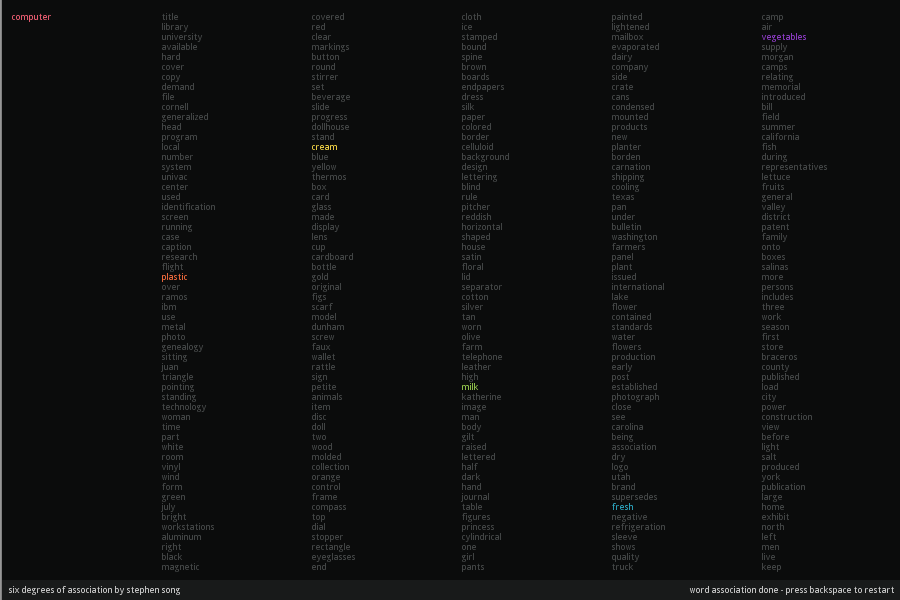 computer
title
library
university
available
hard
cover
copy
demand
file
cornell
generalized
head
program
local
number
system
univac
center
used
identification
screen
running
case
caption
research
flight
plastic
over
ramos
ibm
use
metal
photo
genealogy
sitting
juan
triangle
pointing
standing
technology
woman
time
part
white
room
vinyl
wind
form
green
july
bright
workstations
aluminum
right
black
magnetic
covered
red
clear
markings
button
round
stirrer
set
beverage
slide
progress
dollhouse
stand
cream
blue
yellow
thermos
box
card
glass
made
display
lens
cup
cardboard
bottle
gold
original
figs
scarf
model
dunham
screw
faux
wallet
rattle
sign
petite
animals
item
disc
doll
two
wood
molded
collection
orange
control
frame
compass
top
dial
stopper
rectangle
eyeglasses
end
cloth
ice
stamped
bound
spine
brown
boards
endpapers
dress
silk
paper
colored
border
celluloid
background
design
lettering
blind
rule
pitcher
reddish
horizontal
shaped
house
satin
floral
lid
separator
cotton
silver
tan
worn
olive
farm
telephone
leather
high
milk
katherine
image
man
body
gilt
raised
lettered
half
dark
hand
journal
table
figures
princess
cylindrical
one
girl
pants
painted
lightened
mailbox
evaporated
dairy
company
side
crate
cans
condensed
mounted
products
new
planter
borden
carnation
shipping
cooling
texas
pan
under
bulletin
washington
farmers
panel
plant
issued
international
lake
flower
contained
standards
water
flowers
production
early
post
established
photograph
close
see
carolina
being
association
dry
logo
utah
brand
supersedes
fresh
negative
refrigeration
sleeve
shows
quality
truck
camp
air
vegetables
supply
morgan
camps
relating
memorial
introduced
bill
field
summer
california
fish
during
representatives
lettuce
fruits
general
valley
district
patent
family
onto
boxes
salinas
more
persons
includes
three
work
season
first
store
braceros
county
published
load
city
power
construction
view
before
light
salt
produced
york
publication
large
home
exhibit
north
left
men
live
keep
six degrees of association by stephen song
word association done - press backspace to restart